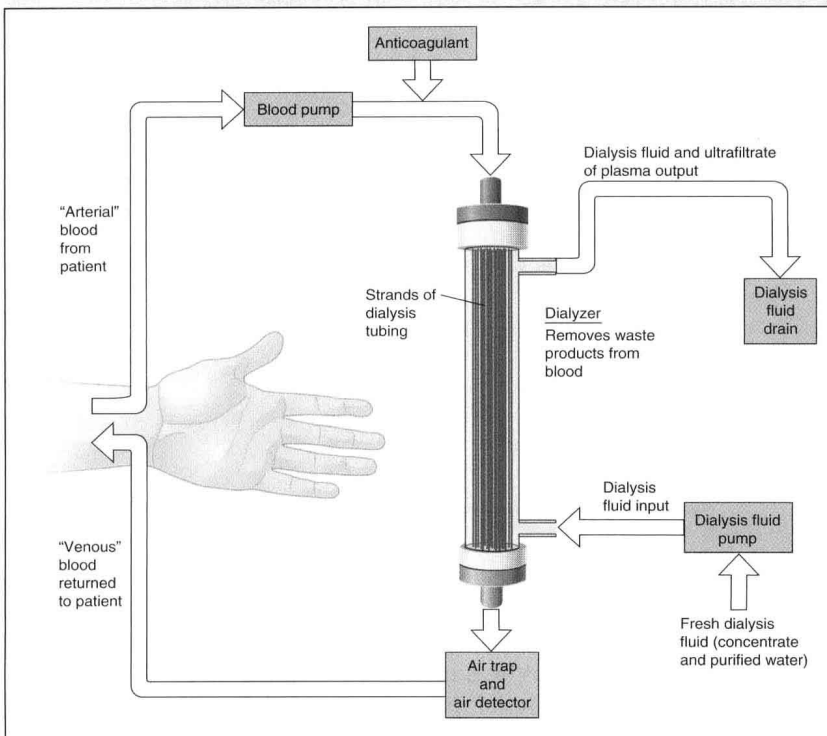 Anticoagulant
Blood pump
Dialysis fluid and ultrafiltrate
of plasma output
“Arterial”
blood
from
patient
Strands of
dialysis
tubing
Dialyzer
Removes waste
products from
blood
Dialysis
fluid
drain
Dialysis
fluid input
Dialysis fluid
pump
“Venous”
blood
returned
to patient
Fresh dialysis
fluid (concentrate
and purified water)
Air trap
and
air detector